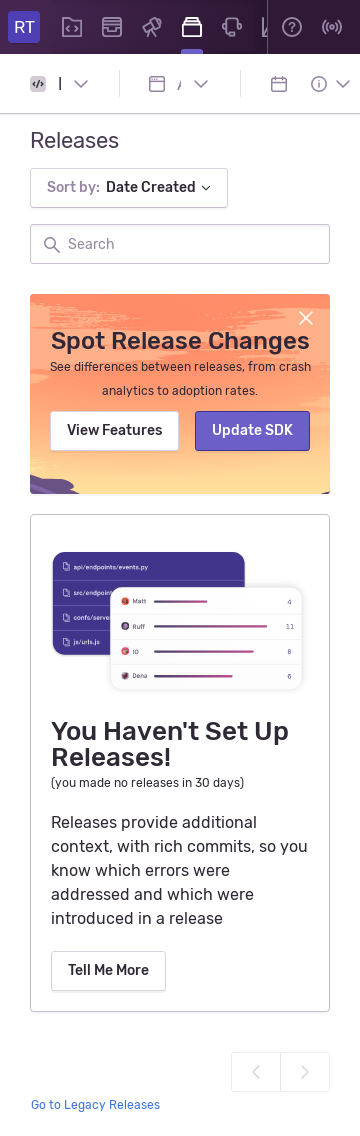 RT
Releases
Sort by: Date Created
Search
Spot Release Changes
See differences between releases, from crash
analytics to adoption rates.
View Features
Update SDK
api/endpoints/events.py
src/endpoin
confs/serve
js/urls.js
Matt 4
Ruff 11
IO 8
Dena 6
You Haven't Set Up
Releases!
(you made no releases in 30 days)
Releases provide additional
context, with rich commits, so you
know which errors were
addressed and which were
introduced in a release
Tell Me More
Go to Legacy Releases